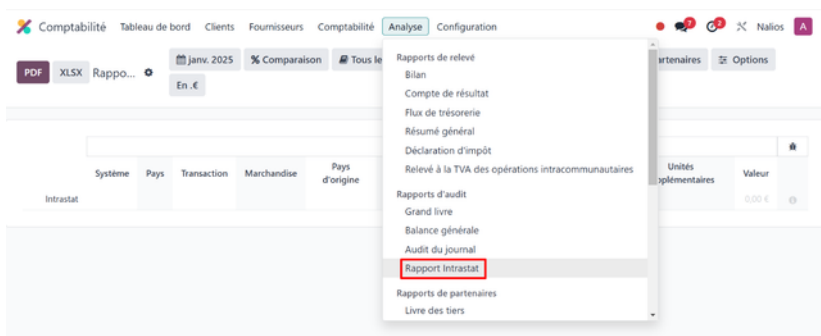 Comptabilité Tableau de bord Clients Fournisseurs Comptabilité Analyse Configuration 7 2 Nalios A
PDF XLSX Rappo... janv. 2025 % Comparaison Tous le artenaires Options
En .€
Rapports de relevé
Bilan
Compte de résultat
Flux de trésorerie
Résumé général
Déclaration d'impôt
Relevé à la TVA des opérations intracommunautaires
Rapports d'audit
Grand livre
Balance générale
Audit du journal
Rapport Intrastat
Rapports de partenaires
Livre des tiers
Système Pays Transaction Marchandise Pays d'origine Unités pplémentaires Valeur
Intrastat 0,00 €